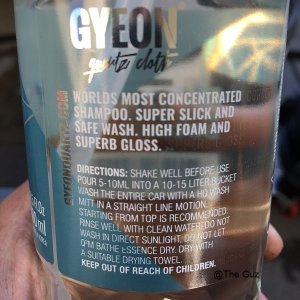 GYEON
quartz cloth
WORLDS MOST CONCENTRATED
SHAMPOO. SUPER SLICK AND
SAFE WASH. HIGH FOAM AND
SUPERB GLOSS.
DIRECTIONS: SHAKE WELL BEFORE USE
POUR 5-10ML INTO A 10-15 LITER BUCKET
WASH THE ENTIRE CAR WITH A
WASH
MITT IN A STRAIGHT LINE MOTION.
STARTING FROM TOP IS RECOMMENDED.
RINSE WELL WITH CLEAN WATER. DO NOT
WASH IN DIRECT SUNLIGHT. DO NOT LET
Q²M BATHE ESSENCE DRY. DRY WITH
A SUITABLE DRYING TOWEL.
KEEP OUT OF REACH OF CHILDREN.
GYEONQUARTZ.COM
@The Guz